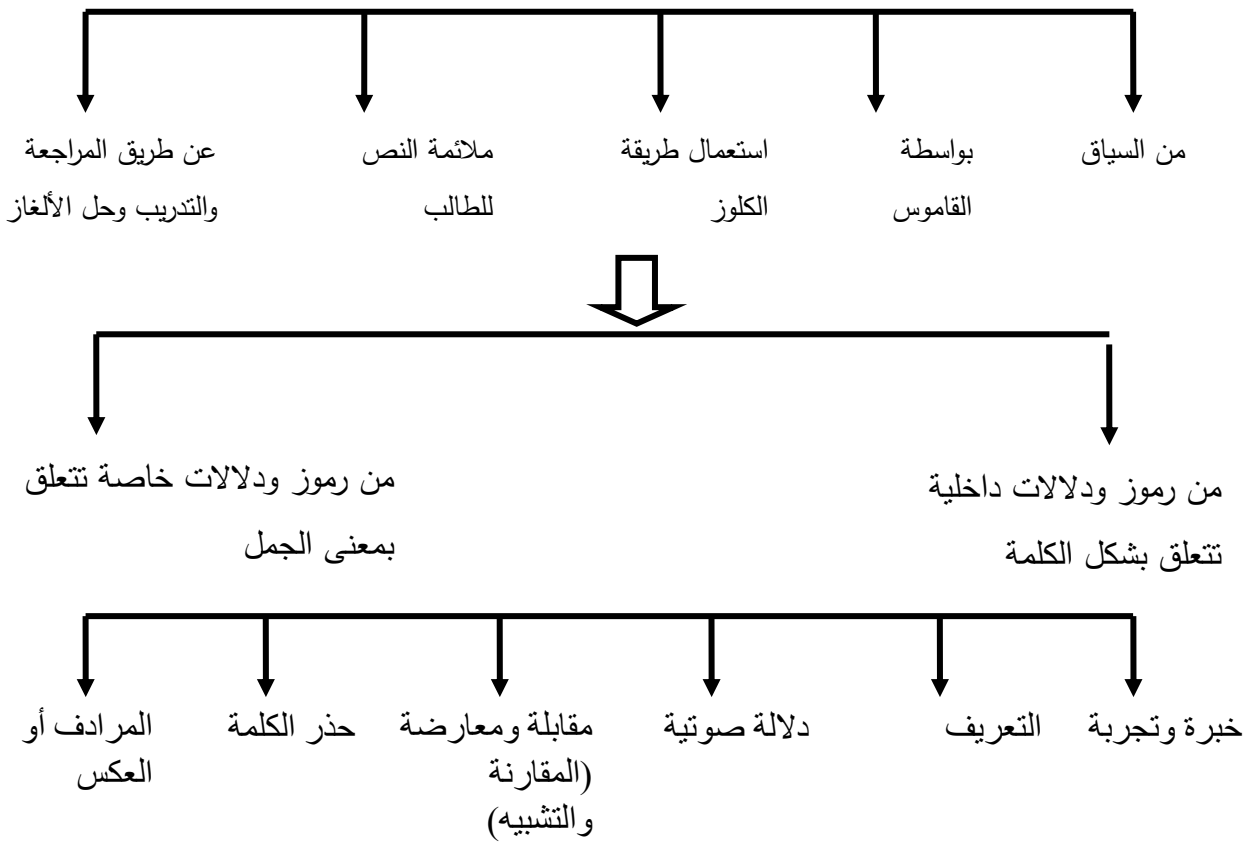 من السياق
بواسطة
القاموس
استعمال طريقة
الكلوز
ملائمة النص
للطالب
عن طريق المراجعة
والتدريب وحل الألغاز
من رموز ودلالات داخلية
تتعلق بشكل الكلمة
من رموز ودلالات خاصة تتعلق
بمعنى الجمل
خبرة وتجربة
التعريف
دلالة صوتية
مقابلة ومعارضة
(المقارنة
والتشبيه)
حذر الكلمة
المرادف أو
العكس